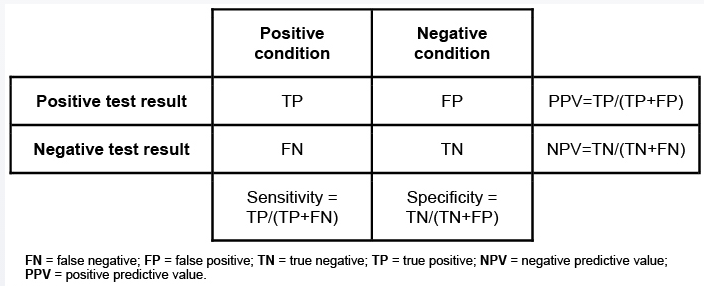 Positive condition
Negative condition
Positive test result TP FP PPV=TP/(TP+FP)
Negative test result FN TN NPV=TN/(TN+FN)
Sensitivity = TP/(TP+FN)
Specificity = TN/(TN+FP)
FN = false negative; FP = false positive; TN = true negative; TP = true positive; NPV = negative predictive value;
PPV = positive predictive value.